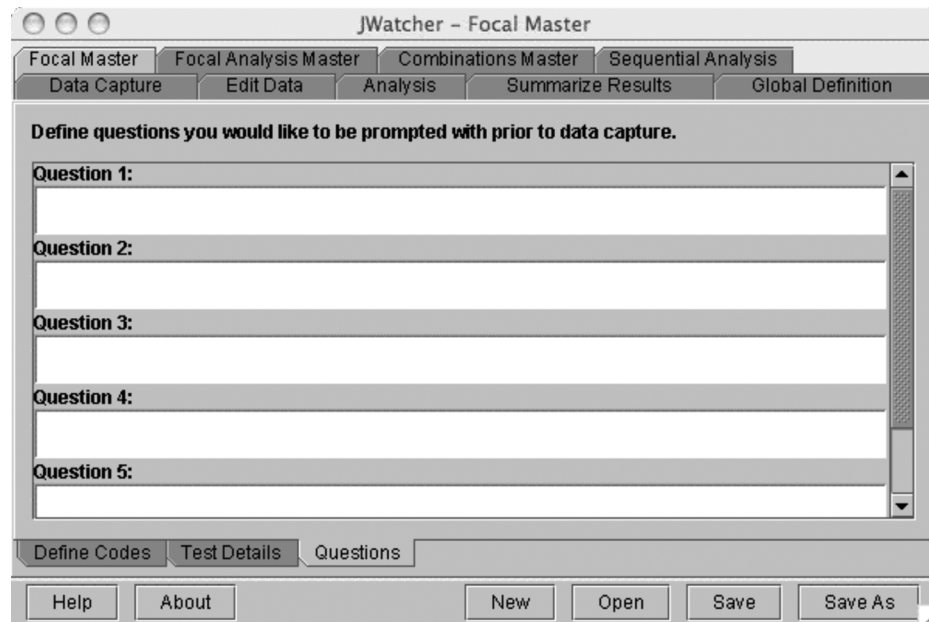 JWatcher – Focal Master
Focal Master Focal Analysis Master Combinations Master Sequential Analysis
Data Capture Edit Data Analysis Summarize Results Global Definition
Define questions you would like to be prompted with prior to data capture.
Question 1:
Question 2:
Question 3:
Question 4:
Question 5:
Define Codes Test Details Questions
Help About New Open Save Save As